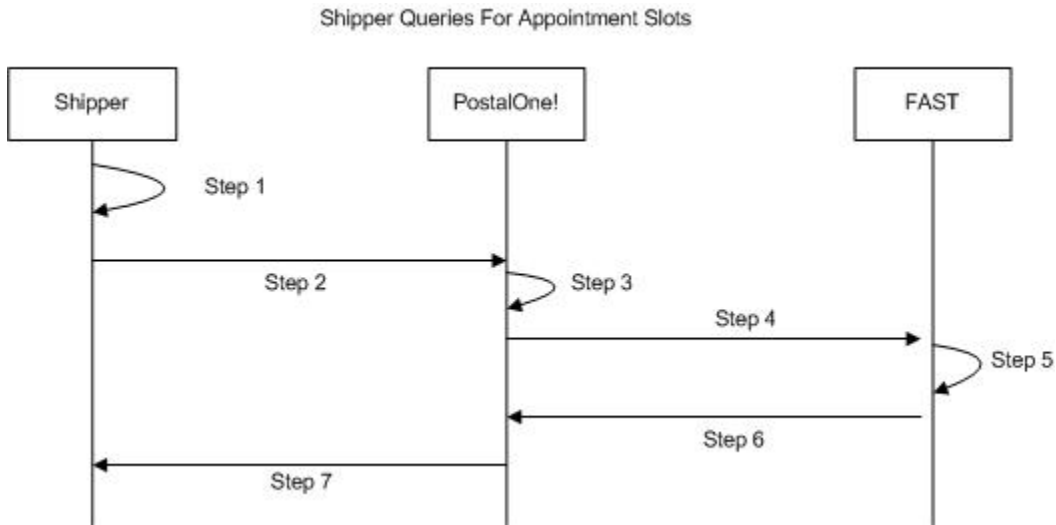 Shipper Queries For Appointment Slots
Shipper
PostalOne!
FAST
Step 1
Step 2
Step 3
Step 4
Step 5
Step 6
Step 7